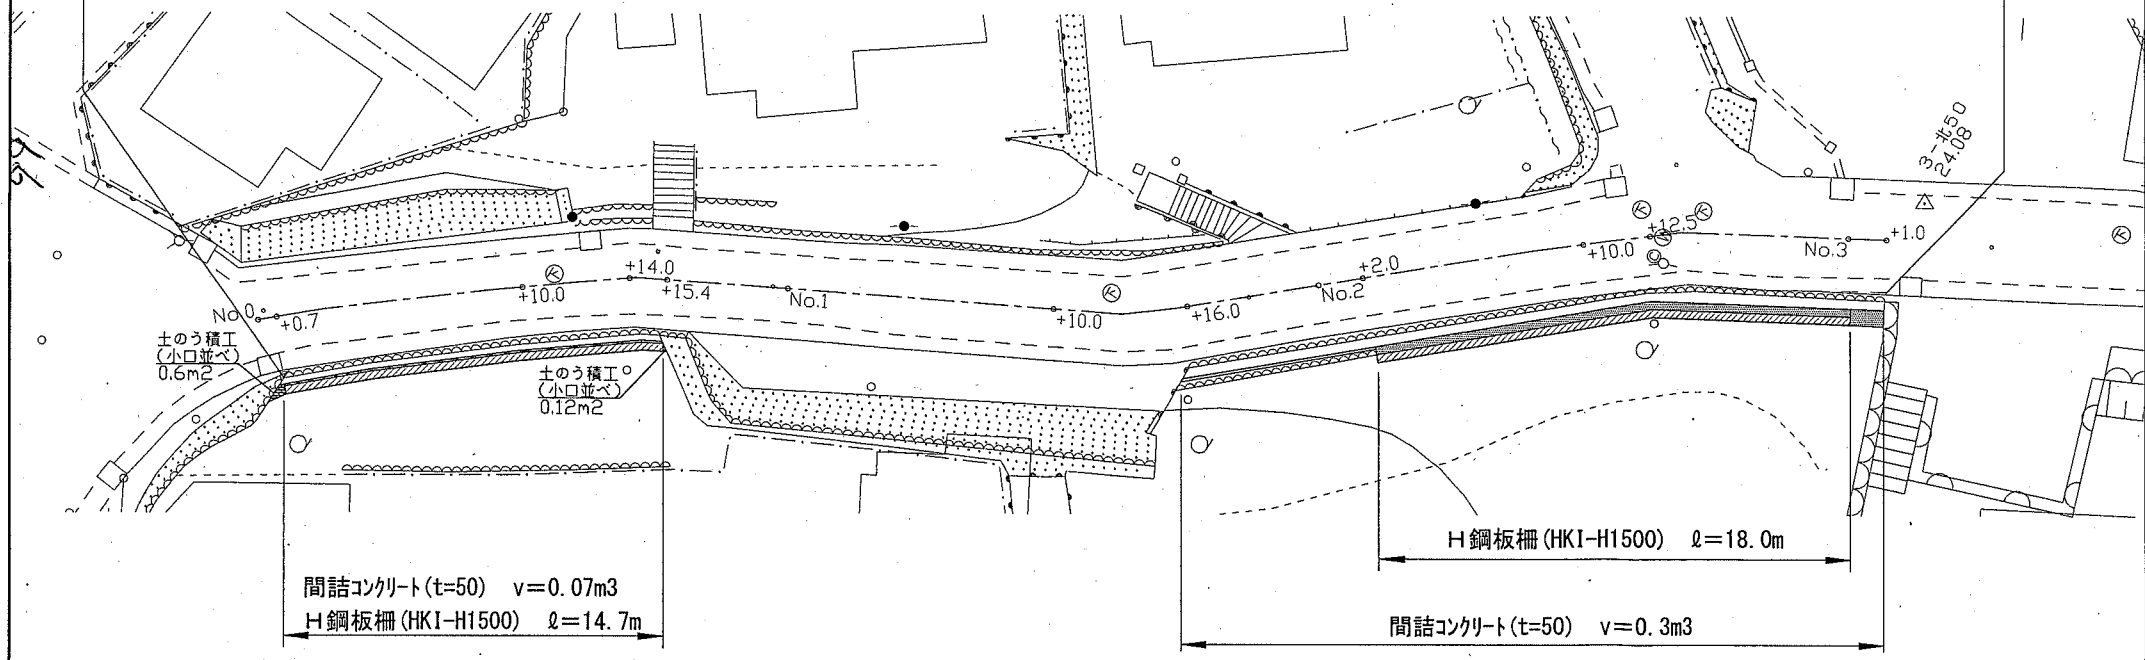 3-北50
24.08
No.0
+0.7
+10.0
+14.0
+15.4
No.1
+10.0
+16.0
No.2
+2.0
+10.0
+12.5
No.3
+1.0
土のう積工
(小口並べ)
0.6m2
土のう積工
(小口並べ)
0.12m2
間詰コンクリート(t=50) v=0.07m3
H鋼板柵(HKI-H1500) ℓ=14.7m
H鋼板柵(HKI-H1500) ℓ=18.0m
間詰コンクリート(t=50) v=0.3m3